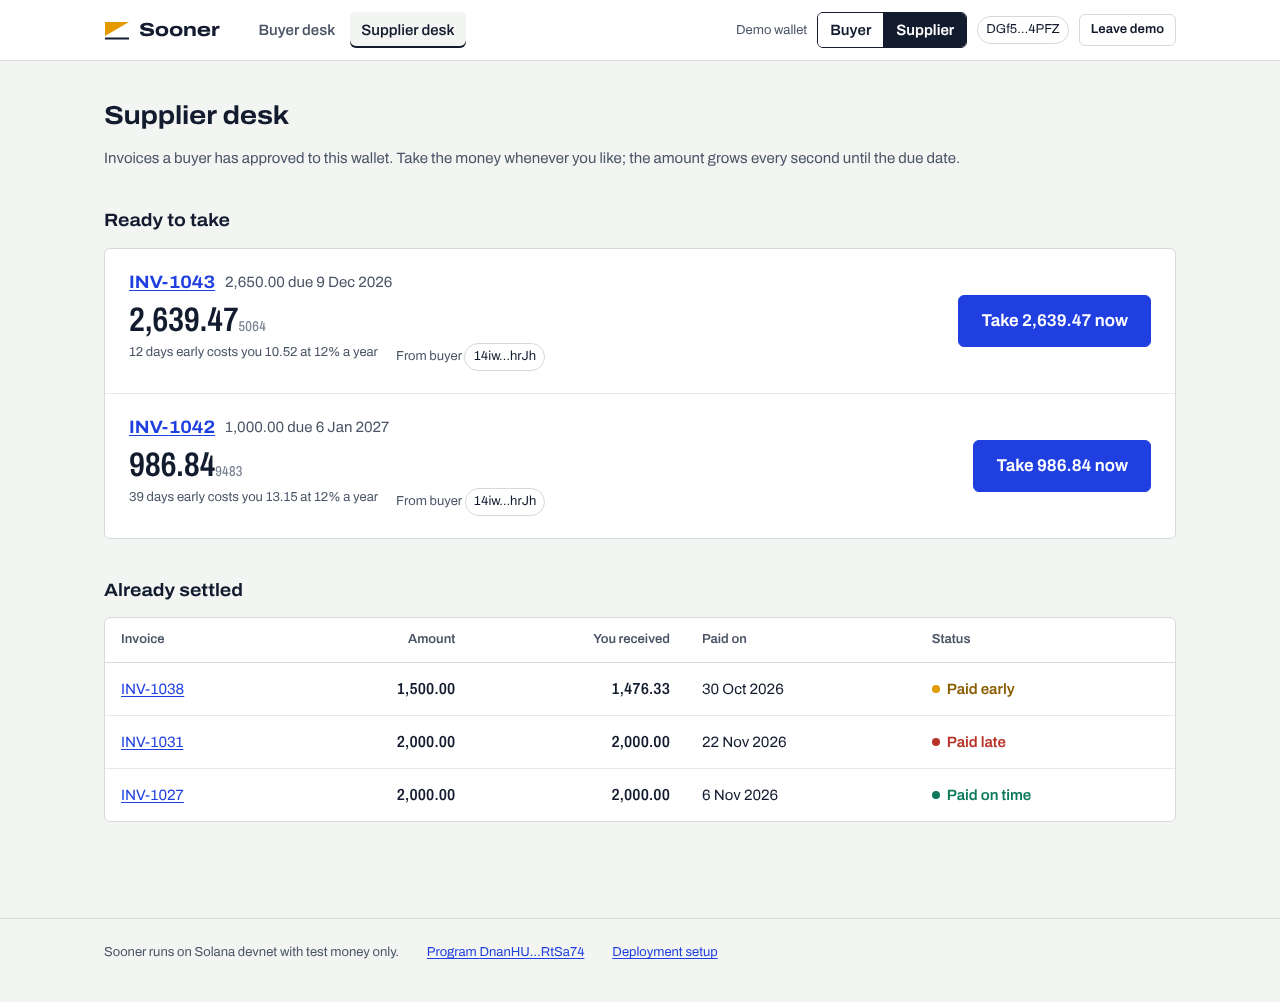 Sooner Buyer desk Supplier desk Demo wallet Buyer Supplier DGf5...4PFZ Leave demo
Supplier desk
Invoices a buyer has approved to this wallet. Take the money whenever you like; the amount grows every second until the due date.
Ready to take
INV-1043 2,650.00 due 9 Dec 2026
2,639.475064
Take 2,639.47 now
12 days early costs you 10.52 at 12% a year From buyer 14iw...hrJh
INV-1042 1,000.00 due 6 Jan 2027
986.849483
Take 986.84 now
39 days early costs you 13.15 at 12% a year From buyer 14iw...hrJh
Already settled
Invoice Amount You received Paid on Status
INV-1038 1,500.00 1,476.33 30 Oct 2026 Paid early
INV-1031 2,000.00 2,000.00 22 Nov 2026 Paid late
INV-1027 2,000.00 2,000.00 6 Nov 2026 Paid on time
Sooner runs on Solana devnet with test money only. Program DnanHU...RtSa74 Deployment setup